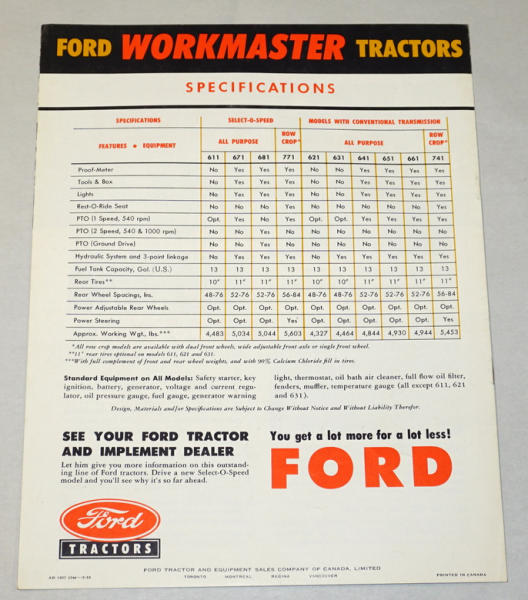 FORD WORKMASTER TRACTORS
SPECIFICATIONS
SPECIFICATIONS SELECT-O-SPEED MODELS WITH CONVENTIONAL TRANSMISSION
FEATURES • EQUIPMENT ALL PURPOSE ROW CROP* ALL PURPOSE ROW CROP*
611 671 681 771 621 631 641 651 661 741
Proof-Meter No Yes Yes Yes No No Yes Yes Yes Yes
Tools & Box No Yes Yes Yes No No Yes Yes Yes Yes
Lights No Yes Yes Yes No No Yes Yes Yes Yes
Rest-O-Ride Seat No No Yes No No No No No Yes No
PTO (1 Speed, 540 rpm) Opt. Yes No Yes Opt. Opt. Yes Yes Yes Yes
PTO (2 Speed, 540 & 1000 rpm) No No Yes No No No No No No No
PTO (Ground Drive) No No Yes No No No No No No No
Hydraulic System and 3-point linkage No Yes Yes Yes No No Yes Yes Yes Yes
Fuel Tank Capacity, Gal. (U.S.) 13 13 13 13 13 13 13 13 13 13
Rear Tires** 10" 11" 11" 11" 10" 10" 11" 11" 11" 11"
Rear Wheel Spacings, Ins. 48-76 52-76 52-76 56-84 48-76 48-76 52-76 52-76 52-76 56-84
Power Adjustable Rear Wheels Opt. Opt. Opt. Opt. Opt. Opt. Opt. Opt. Opt. Opt.
Power Steering Opt. Opt. Opt. Yes Opt. Opt. Opt. Opt. Opt. Yes
Approx. Working Wgt., lbs.*** 4,483 5,034 5,044 5,603 4,327 4,464 4,844 4,930 4,944 5,453
*All row crop models are available with dual front wheels, wide adjustable front axle or single front wheel.
**11" rear tires optional on models 611, 621 and 631.
***With full complement of front and rear wheel weights, and with 90% Calcium Chloride fill in tires.
Standard Equipment on All Models: Safety starter, key
ignition, battery, generator, voltage and current regu-
lator, oil pressure gauge, fuel gauge, generator warning
light, thermostat, oil bath air cleaner, full flow oil filter,
fenders, muffler, temperature gauge (all except 611, 621
and 631).
Design, Materials and/or Specifications are Subject to Change Without Notice and Without Liability Therefor.
SEE YOUR FORD TRACTOR
AND IMPLEMENT DEALER
Let him give you more information on this outstand-
ing line of Ford tractors. Drive a new Select-O-Speed
model and you'll see why it's so far ahead.
You get a lot more for a lot less!
FORD
Ford
TRACTORS
FORD TRACTOR AND EQUIPMENT SALES COMPANY OF CANADA, LIMITED
TORONTO MONTREAL REGINA VANCOUVER
PRINTED IN CANADA